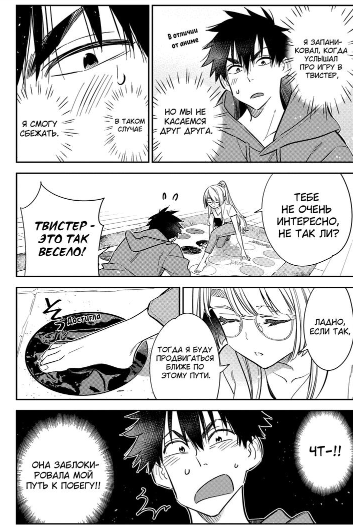 Я ЗАПАНИ-
КОВАЛ, КОГДА
УСЛЫШАЛ
ПРО ИГРУ В
ТВИСТЕР.
В отличии
от аниме
НО МЫ НЕ
КАСАЕМСЯ
ДРУГ ДРУГА.
В ТАКОМ
СЛУЧАЕ
Я СМОГУ
СБЕЖАТЬ.
ТЕБЕ
НЕ ОЧЕНЬ
ИНТЕРЕСНО,
НЕ ТАК ЛИ?
ТВИСТЕР -
ЭТО ТАК
ВЕСЕЛО!
ЛАДНО,
ЕСЛИ ТАК,
ТОГДА Я БУДУ
ПРОДВИГАТЬСЯ
БЛИЖЕ ПО
ЭТОМУ ПУТИ.
Достигла
ЧТ-!!
ОНА ЗАБЛОКИ-
РОВАЛА МОЙ
ПУТЬ К ПОБЕГУ!!